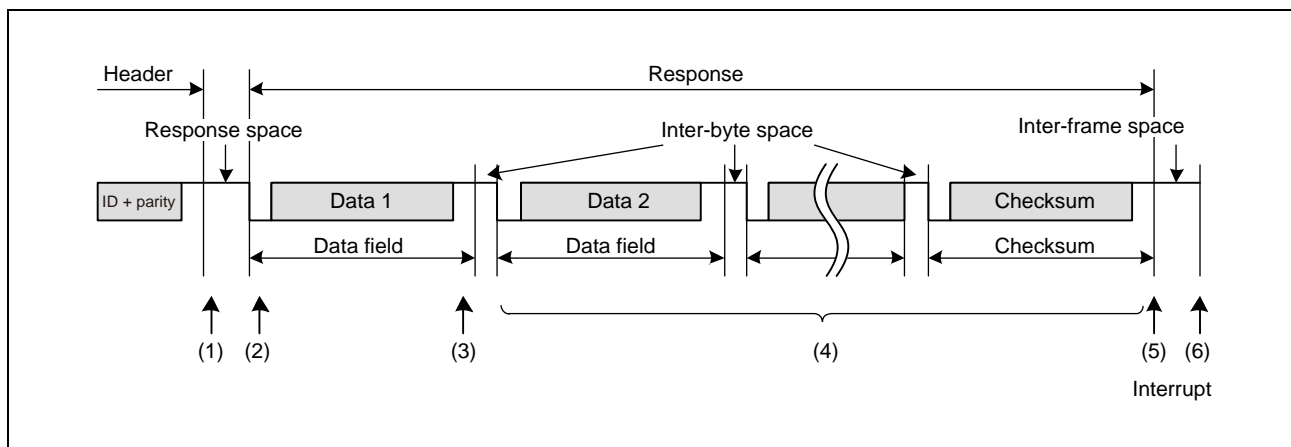 Header
Response
Response space
Inter-byte space
Inter-frame space
ID + parity
Data 1
Data 2
Checksum
Data field
Data field
Checksum
(1)
(2)
(3)
(4)
(5)
(6)
Interrupt